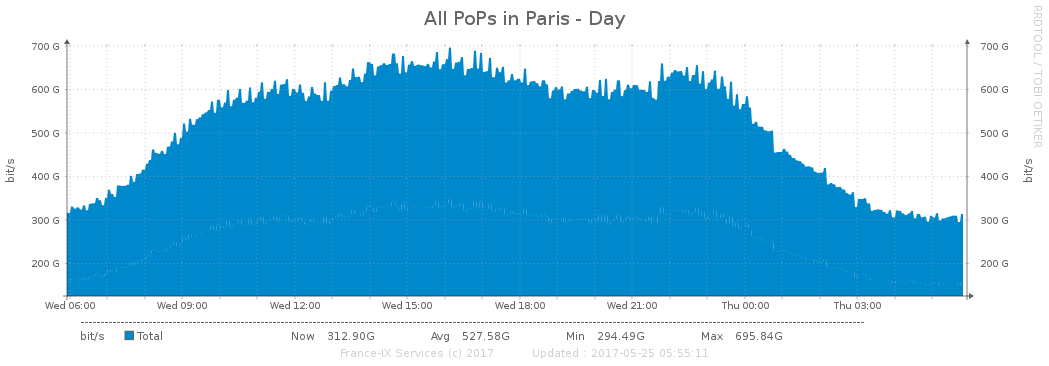 All PoPs in Paris - Day
RRDTOOL / TOBI OETIKER
bit/s
700 G 700 G
600 G 600 G
500 G 500 G
400 G 400 G
300 G 300 G
200 G 200 G
bit/s
Wed 06:00 Wed 09:00 Wed 12:00 Wed 15:00 Wed 18:00 Wed 21:00 Thu 00:00 Thu 03:00
bit/s Total Now 312.90G Avg 527.58G Min 294.49G Max 695.84G
France-IX Services (c) 2017 Updated : 2017-05-25 05:55:11